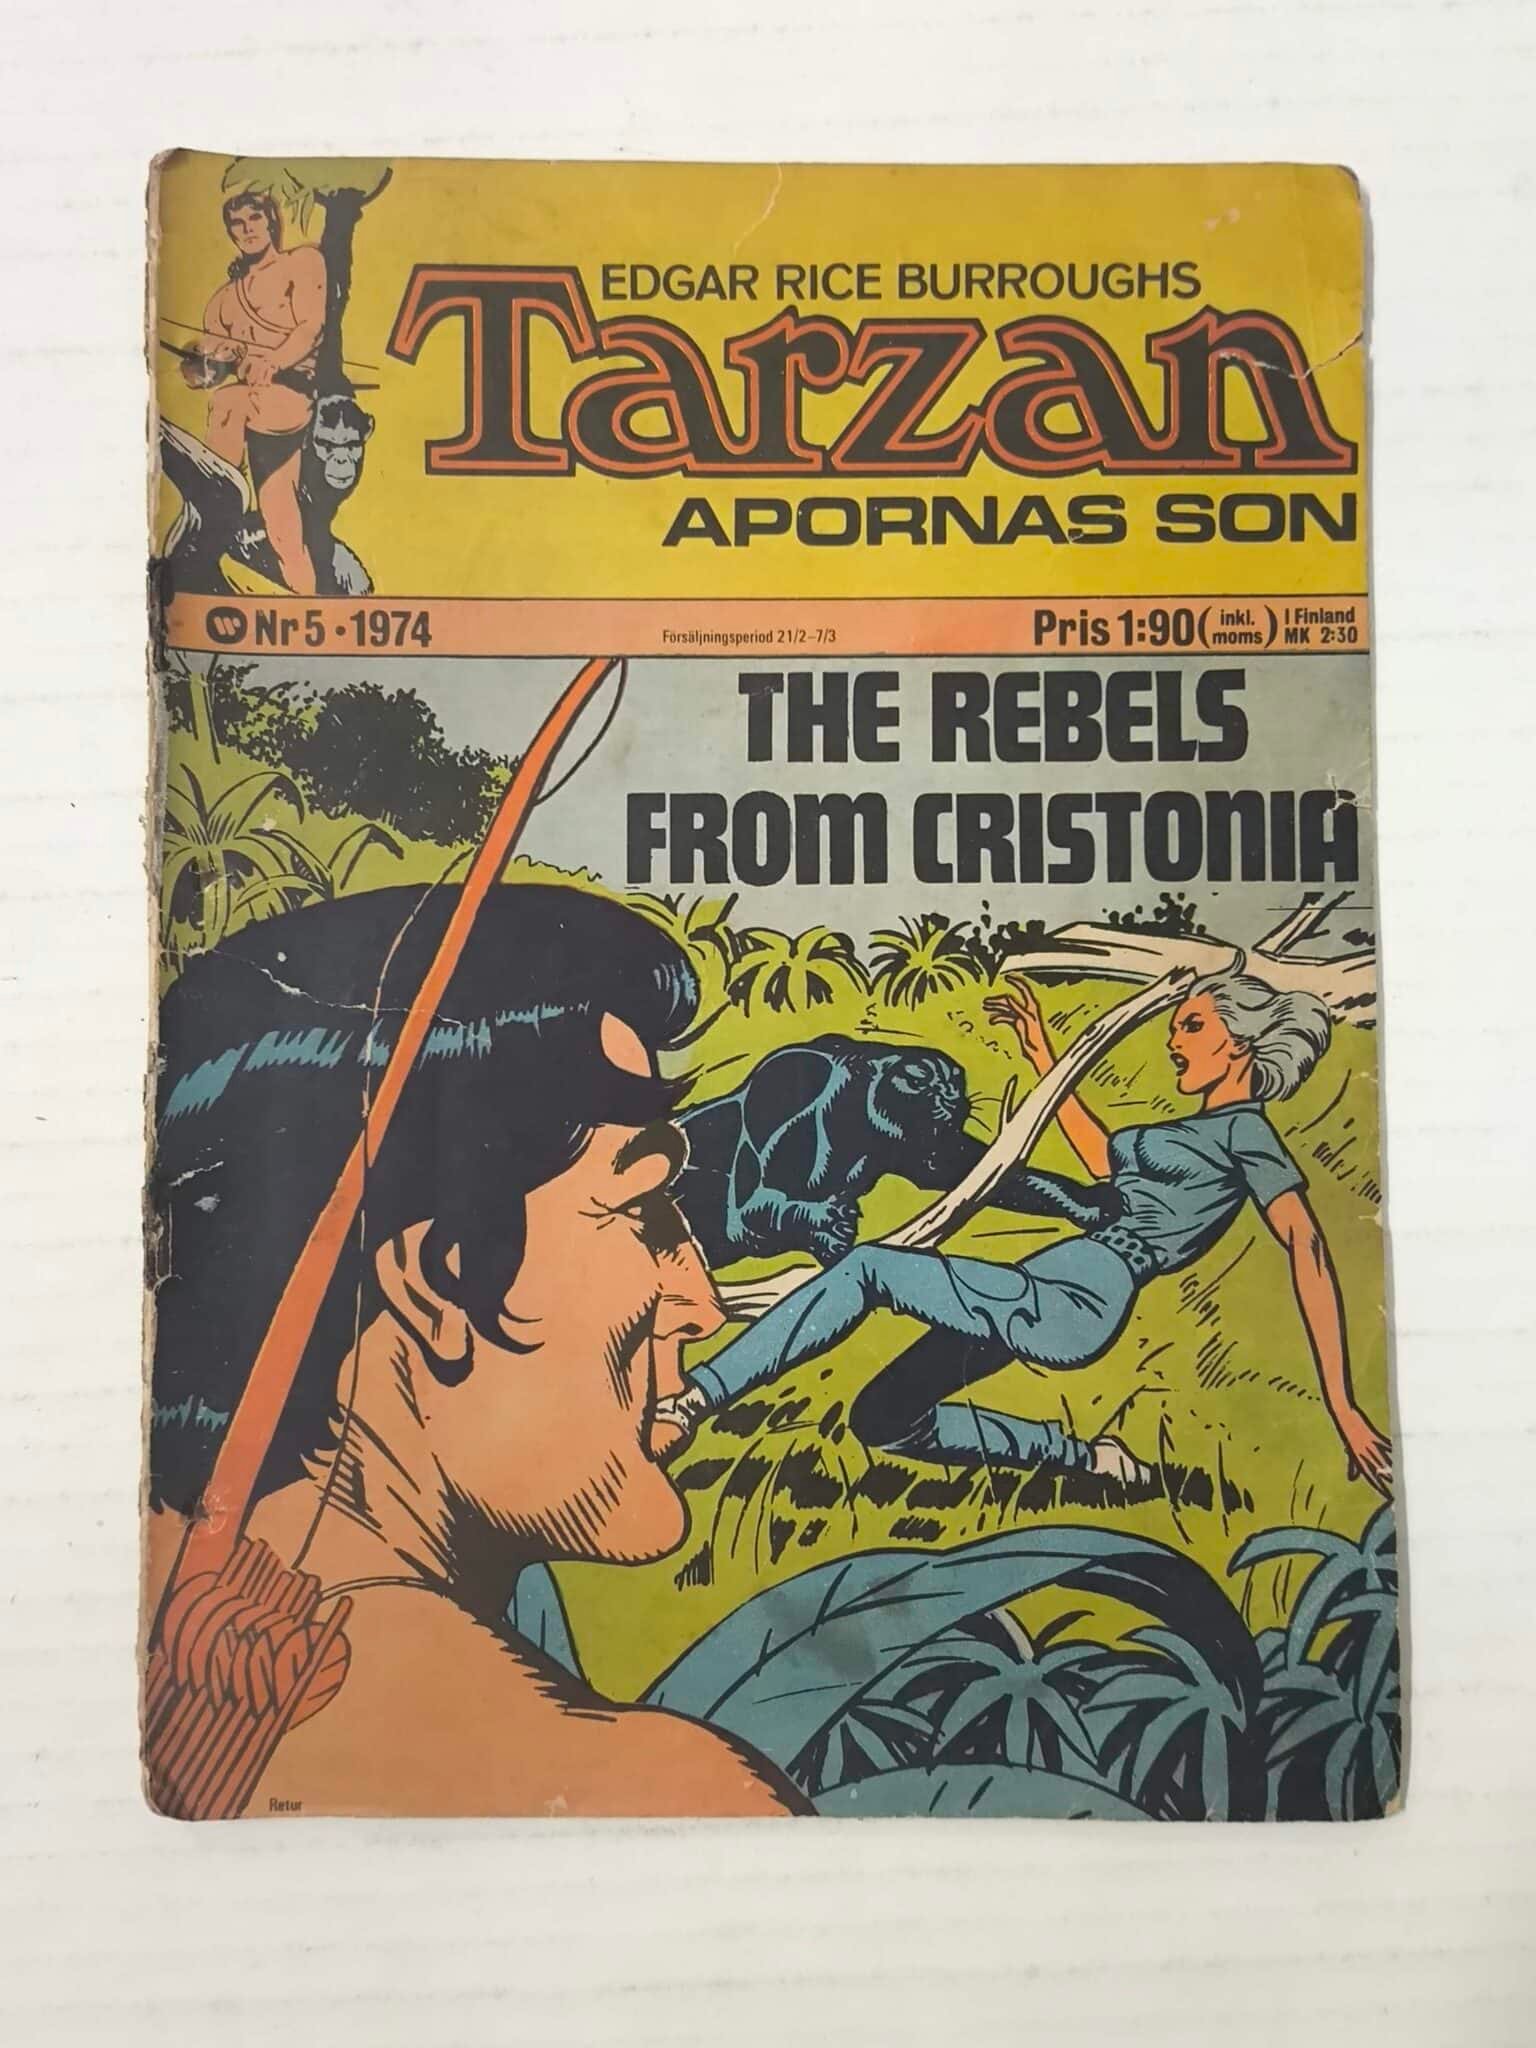 EDGAR RICE BURROUGHS
Tarzan
APORNAS SON
Nr 5 • 1974
Försäljningsperiod 21/2–7/3
Pris 1:90 (inkl. moms) I Finland MK 2:30
THE REBELS
FROM CRISTONIA
Retur